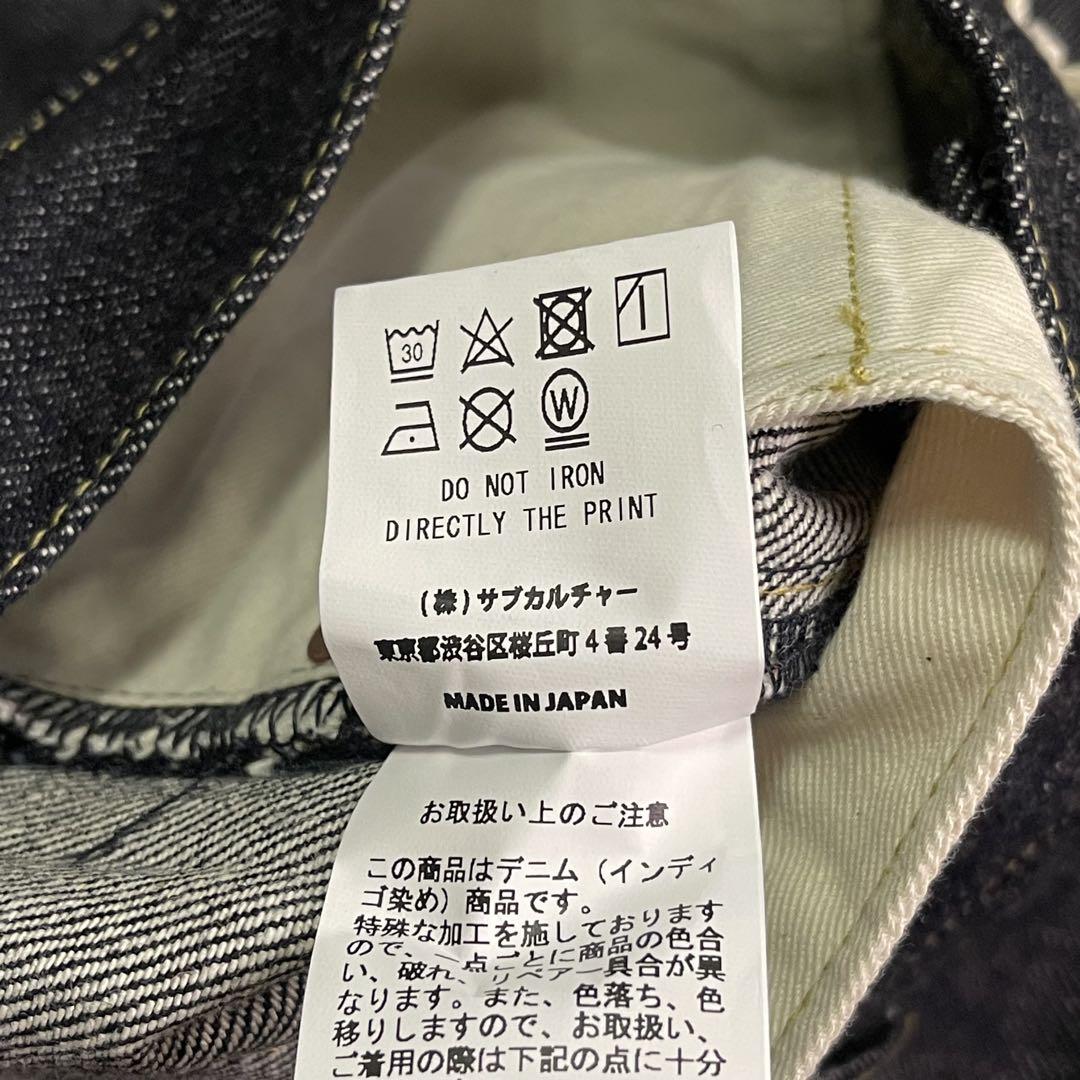 30
W
DO NOT IRON
DIRECTLY THE PRINT
(株)サブカルチャー
東京都渋谷区桜丘町4番24号
MADE IN JAPAN
お取扱い上のご注意
この商品はデニム(インディ
ゴ染め)商品です。
特殊な加工を施しております
ので、一点ごとに商品の色合
い、破れ、リペアー具合が異
なります。また、色落ち、色
移りしますので、お取扱い、
ご着用の際は下記の点に十分